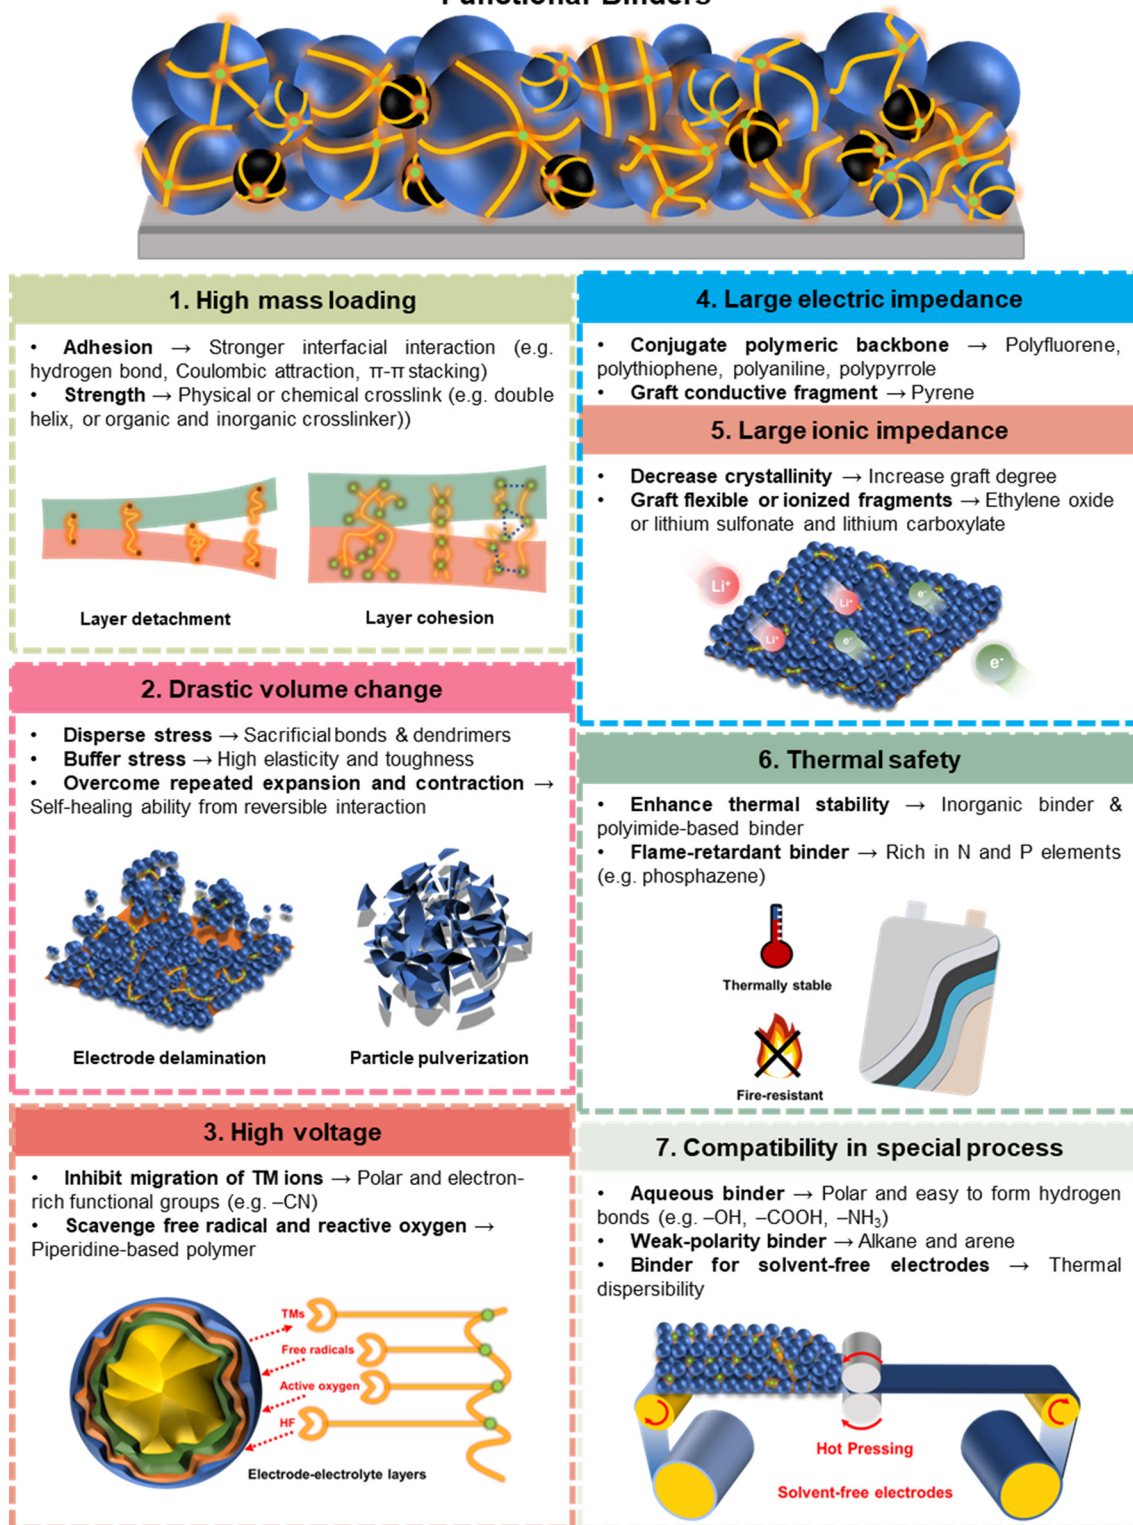 Functional Binders
1. High mass loading
• Adhesion → Stronger interfacial interaction (e.g.
hydrogen bond, Coulombic attraction, π-π stacking)
• Strength → Physical or chemical crosslink (e.g. double
helix, or organic and inorganic crosslinker))
Layer detachment
Layer cohesion
2. Drastic volume change
• Disperse stress → Sacrificial bonds & dendrimers
• Buffer stress → High elasticity and toughness
• Overcome repeated expansion and contraction →
Self-healing ability from reversible interaction
Electrode delamination
Particle pulverization
3. High voltage
• Inhibit migration of TM ions → Polar and electron-
rich functional groups (e.g. –CN)
• Scavenge free radical and reactive oxygen →
Piperidine-based polymer
TMs
Free radicals
Active oxygen
HF
Electrode-electrolyte layers
4. Large electric impedance
• Conjugate polymeric backbone → Polyfluorene,
polythiophene, polyaniline, polypyrrole
• Graft conductive fragment → Pyrene
5. Large ionic impedance
• Decrease crystallinity → Increase graft degree
• Graft flexible or ionized fragments → Ethylene oxide
or lithium sulfonate and lithium carboxylate
Li⁺
Li⁺
e⁻
Li⁺
e⁻
e⁻
6. Thermal safety
• Enhance thermal stability → Inorganic binder &
polyimide-based binder
• Flame-retardant binder → Rich in N and P elements
(e.g. phosphazene)
Thermally stable
Fire-resistant
7. Compatibility in special process
• Aqueous binder → Polar and easy to form hydrogen
bonds (e.g. –OH, –COOH, –NH₃)
• Weak-polarity binder → Alkane and arene
• Binder for solvent-free electrodes → Thermal
dispersibility
Hot Pressing
Solvent-free electrodes